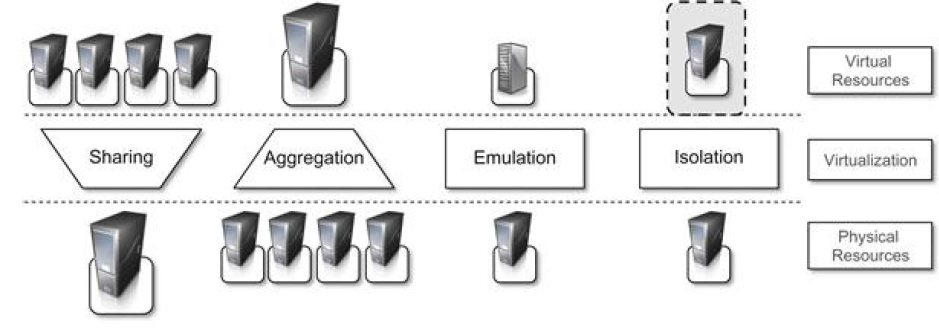 Virtual
Resources
Sharing
Aggregation
Emulation
Isolation
Virtualization
Physical
Resources